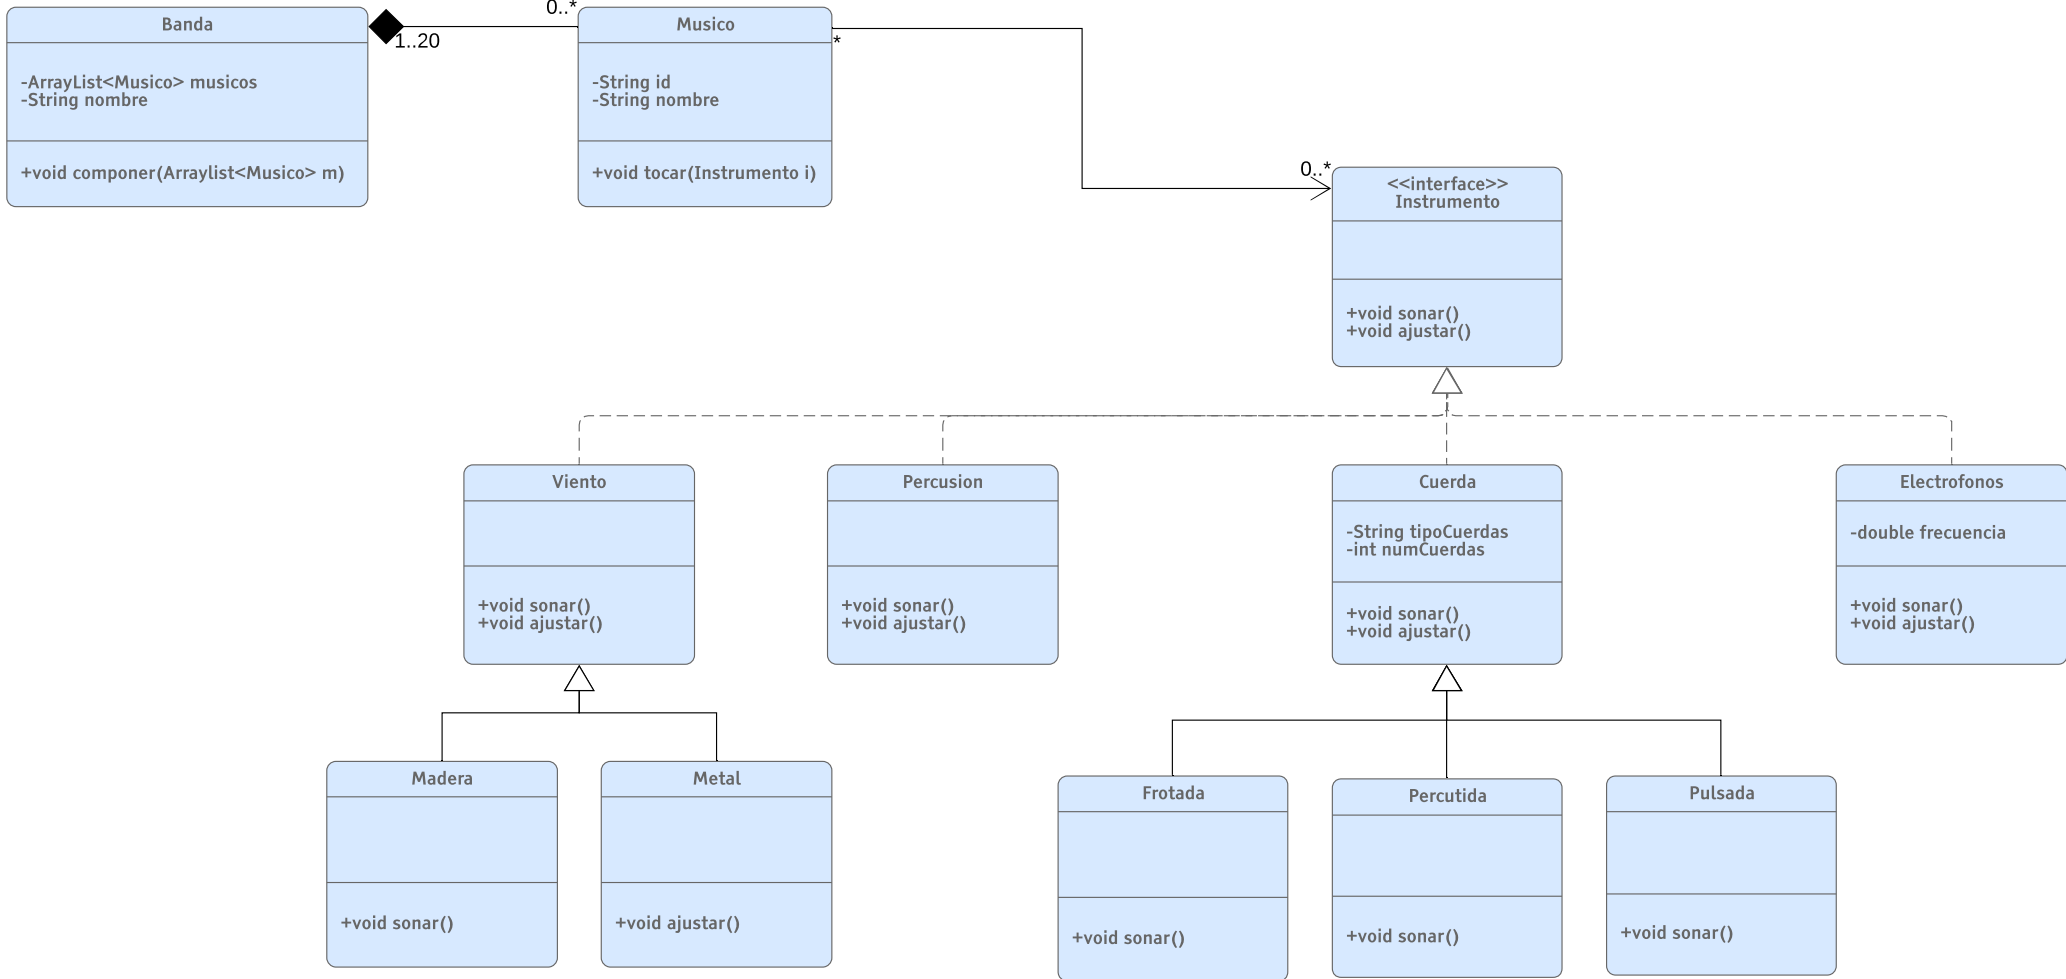 Banda
-ArrayList<Musico> musicos
-String nombre
+void componer(Arraylist<Musico> m)
1..20
0..*
Musico
-String id
-String nombre
+void tocar(Instrumento i)
*
0..*
<<interface>>
Instrumento
+void sonar()
+void ajustar()
Viento
+void sonar()
+void ajustar()
Percusion
+void sonar()
+void ajustar()
Cuerda
-String tipoCuerdas
-int numCuerdas
+void sonar()
+void ajustar()
Electrofonos
-double frecuencia
+void sonar()
+void ajustar()
Madera
+void sonar()
Metal
+void ajustar()
Frotada
+void sonar()
Percutida
+void sonar()
Pulsada
+void sonar()